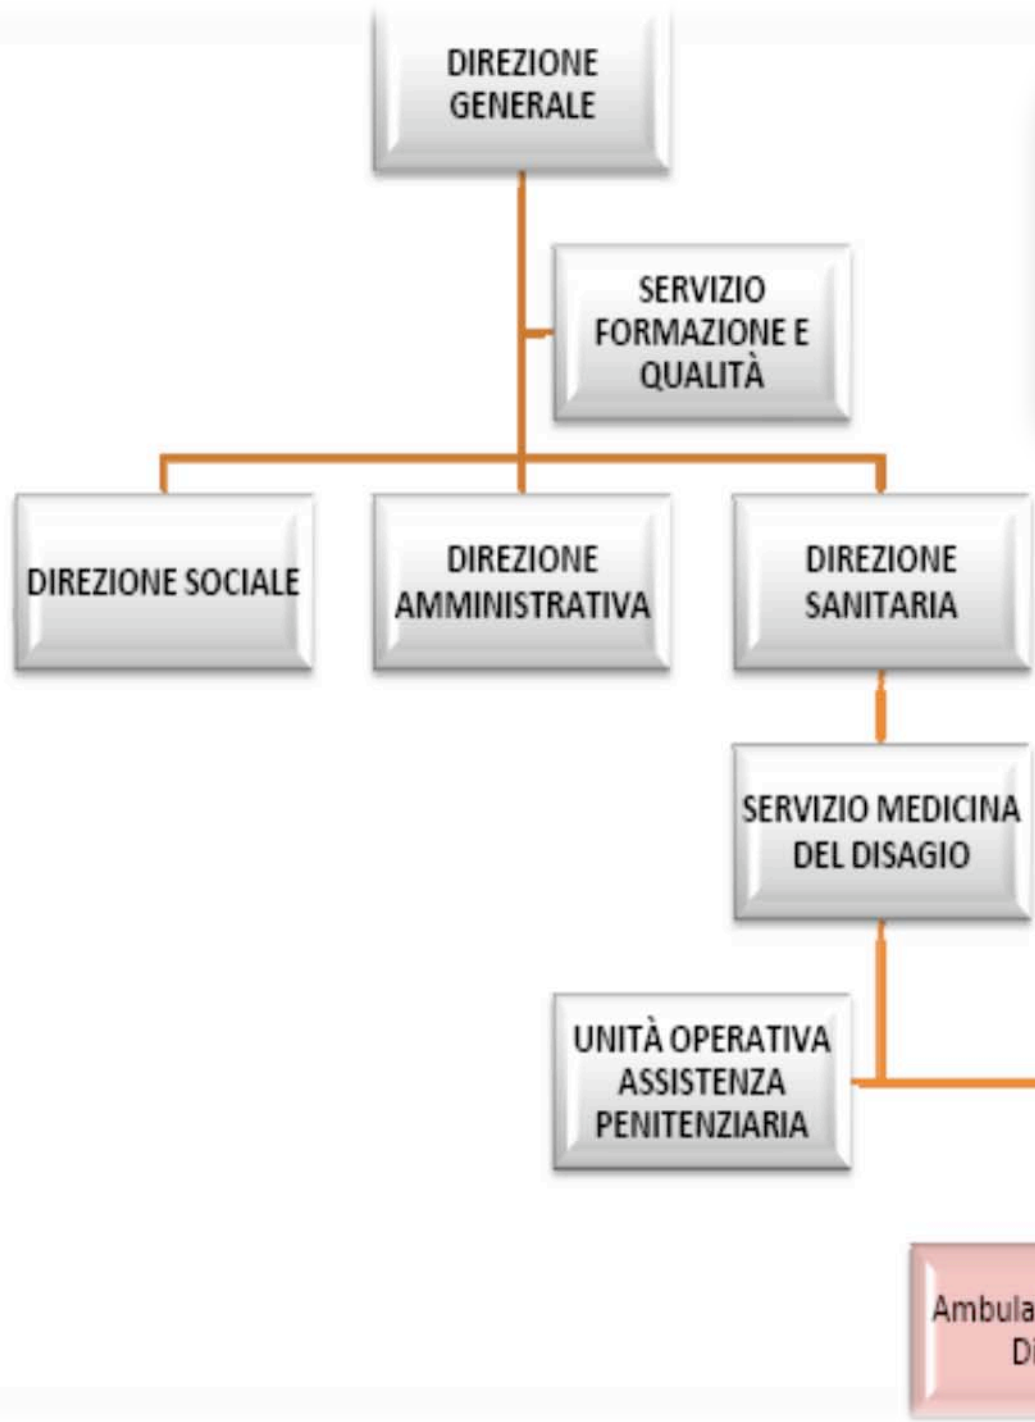 DIREZIONE
GENERALE
SERVIZIO
FORMAZIONE E
QUALITÀ
DIREZIONE SOCIALE
DIREZIONE
AMMINISTRATIVA
DIREZIONE
SANITARIA
SERVIZIO MEDICINA
DEL DISAGIO
UNITÀ OPERATIVA
ASSISTENZA
PENITENZIARIA